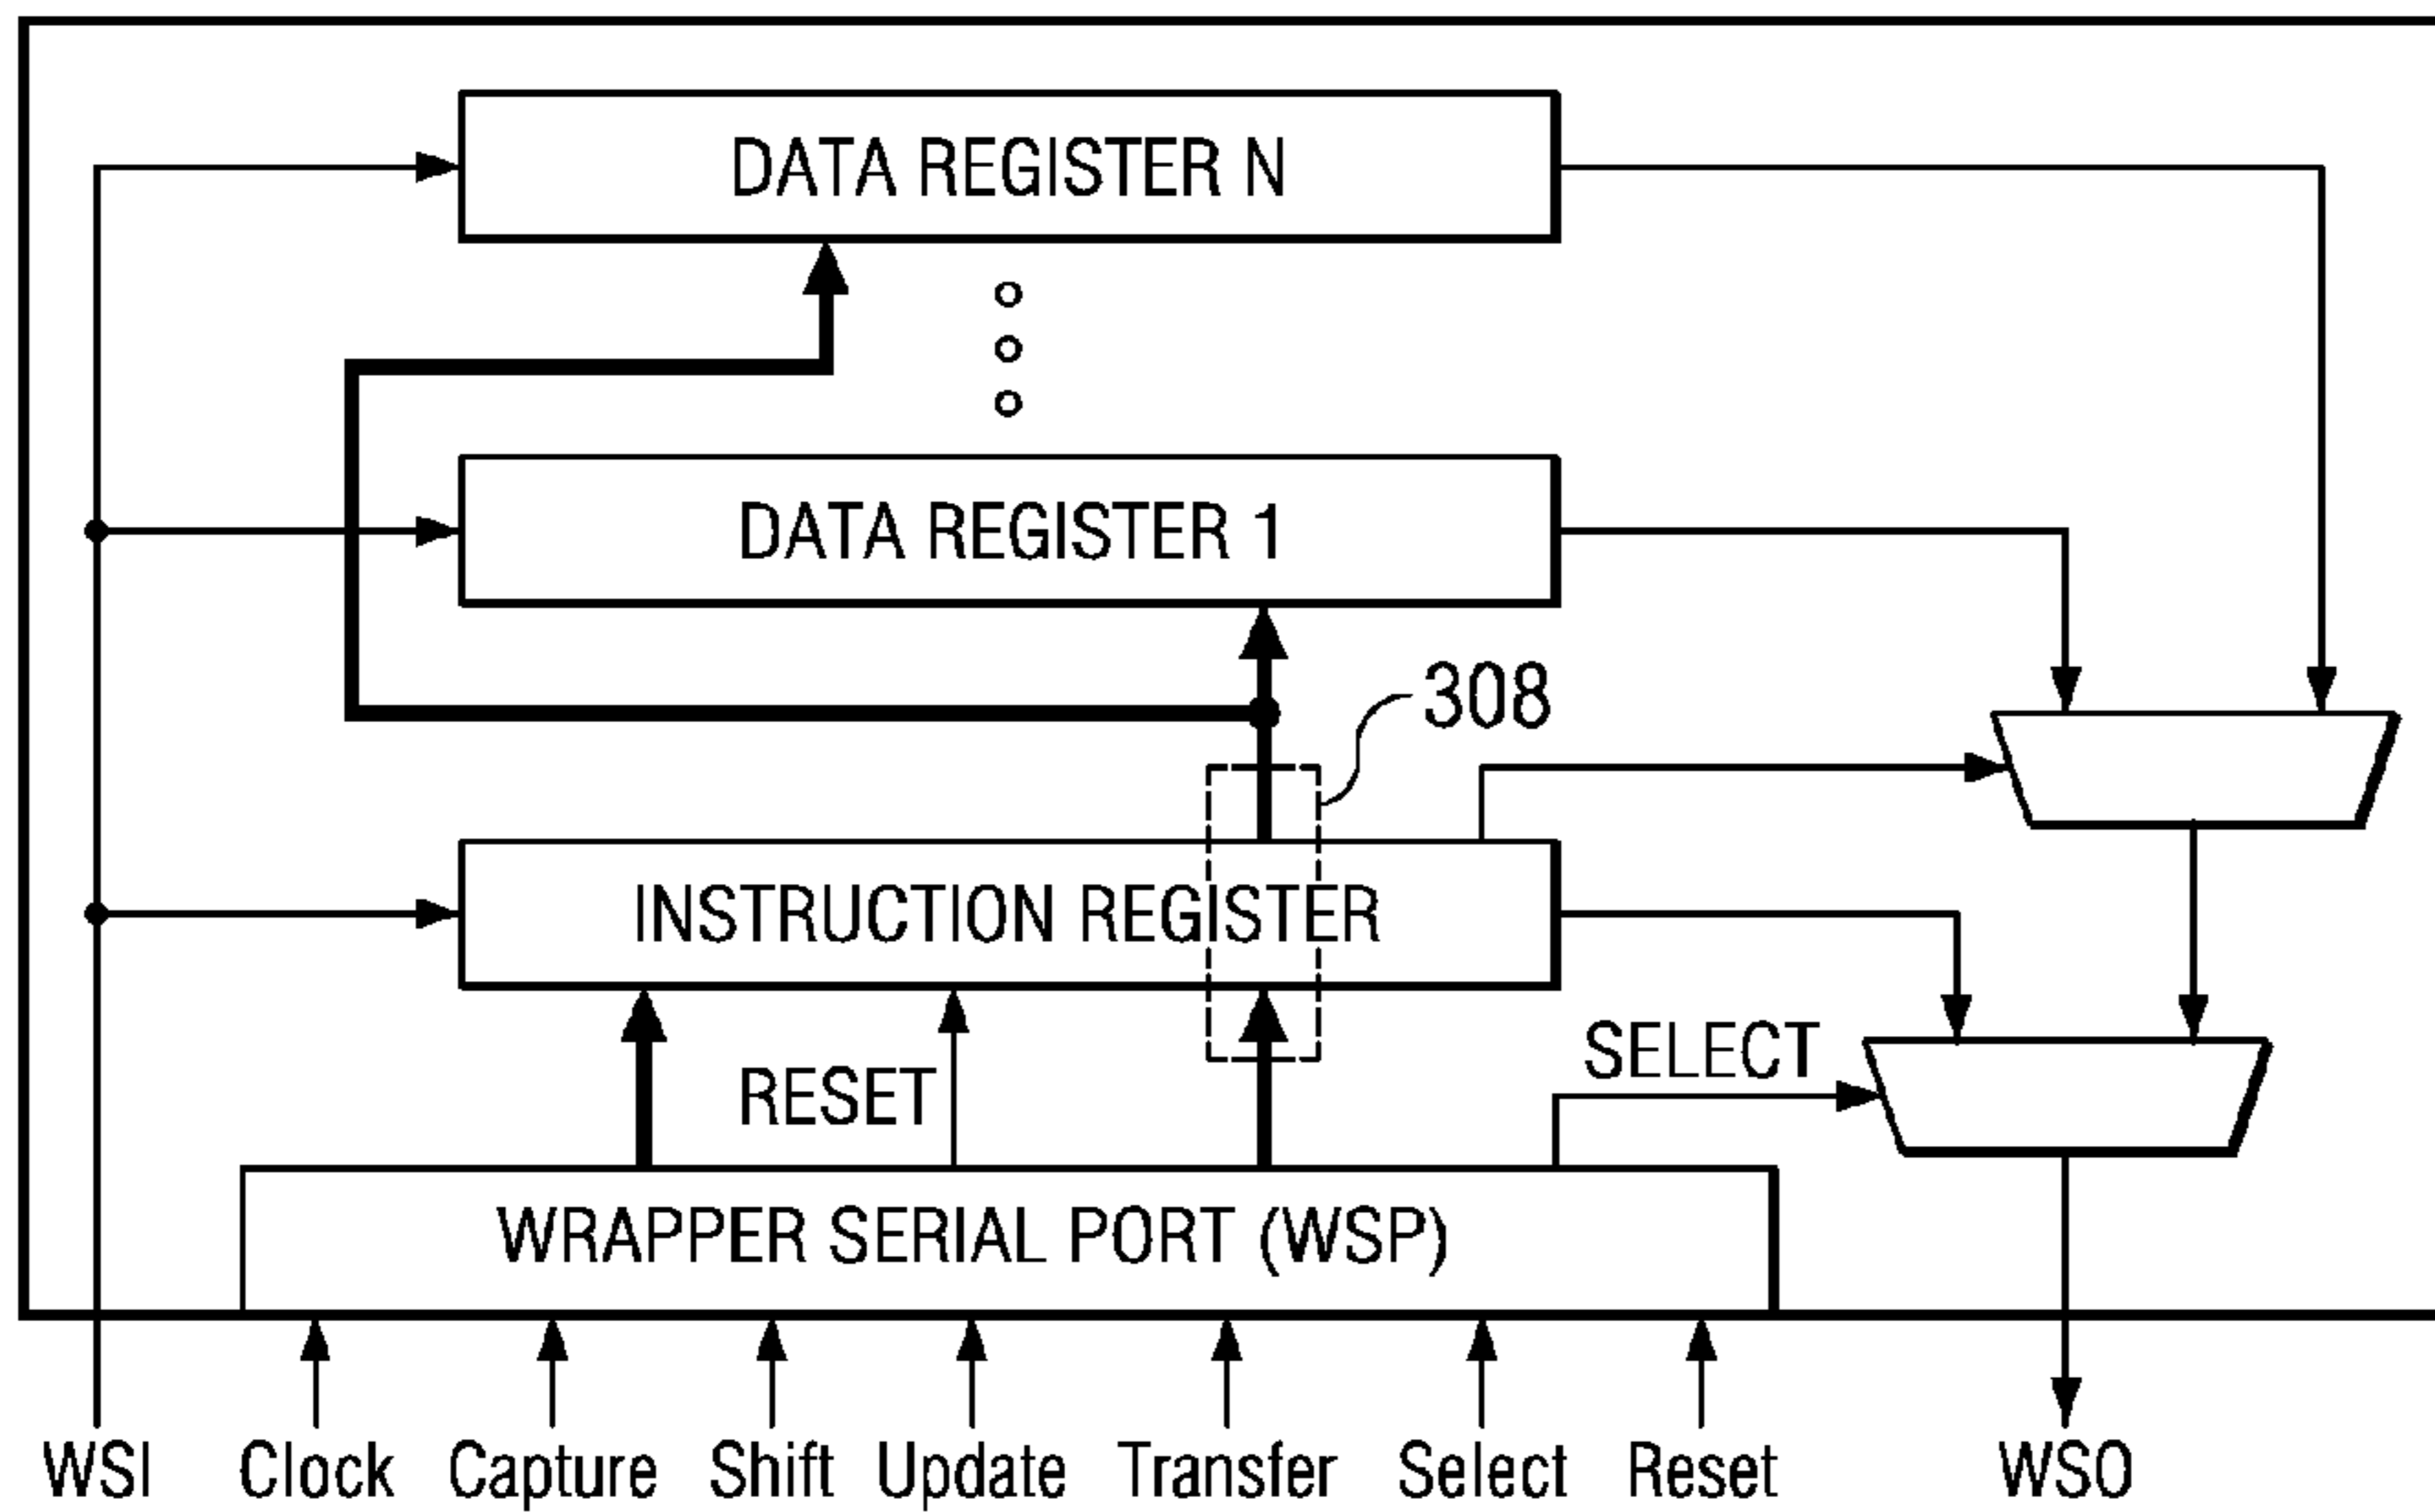 DATA REGISTER N
DATA REGISTER 1
308
INSTRUCTION REGISTER
RESET
SELECT
WRAPPER SERIAL PORT (WSP)
WSI Clock Capture Shift Update Transfer Select Reset WSO